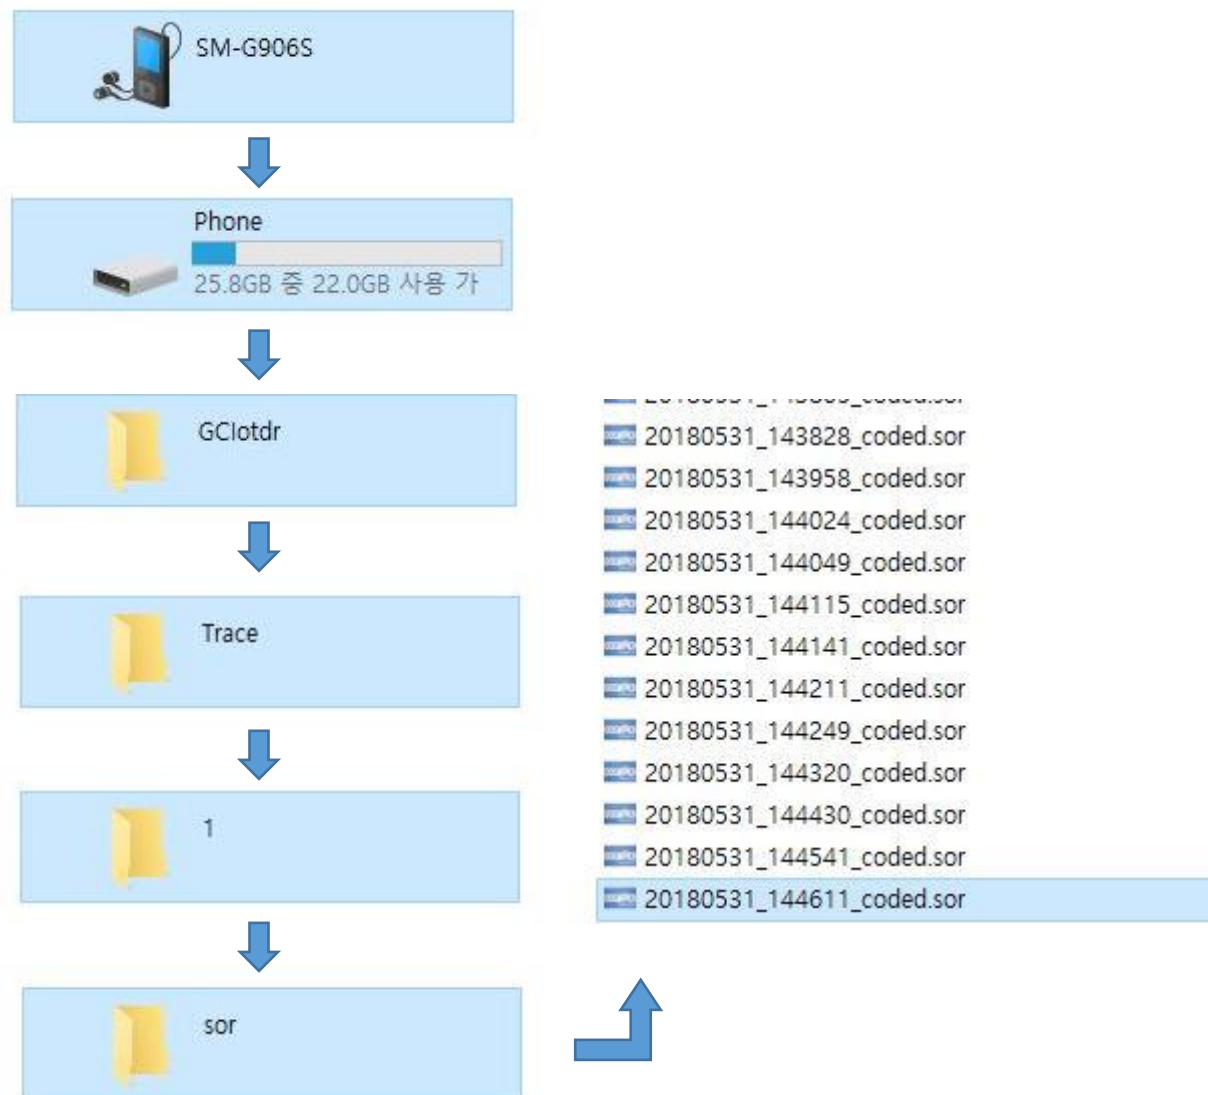 SM-G906S
Phone
25.8GB 중 22.0GB 사용 가
GCIotdr
Trace
1
sor
20180531_143828_coded.sor
20180531_143958_coded.sor
20180531_144024_coded.sor
20180531_144049_coded.sor
20180531_144115_coded.sor
20180531_144141_coded.sor
20180531_144211_coded.sor
20180531_144249_coded.sor
20180531_144320_coded.sor
20180531_144430_coded.sor
20180531_144541_coded.sor
20180531_144611_coded.sor